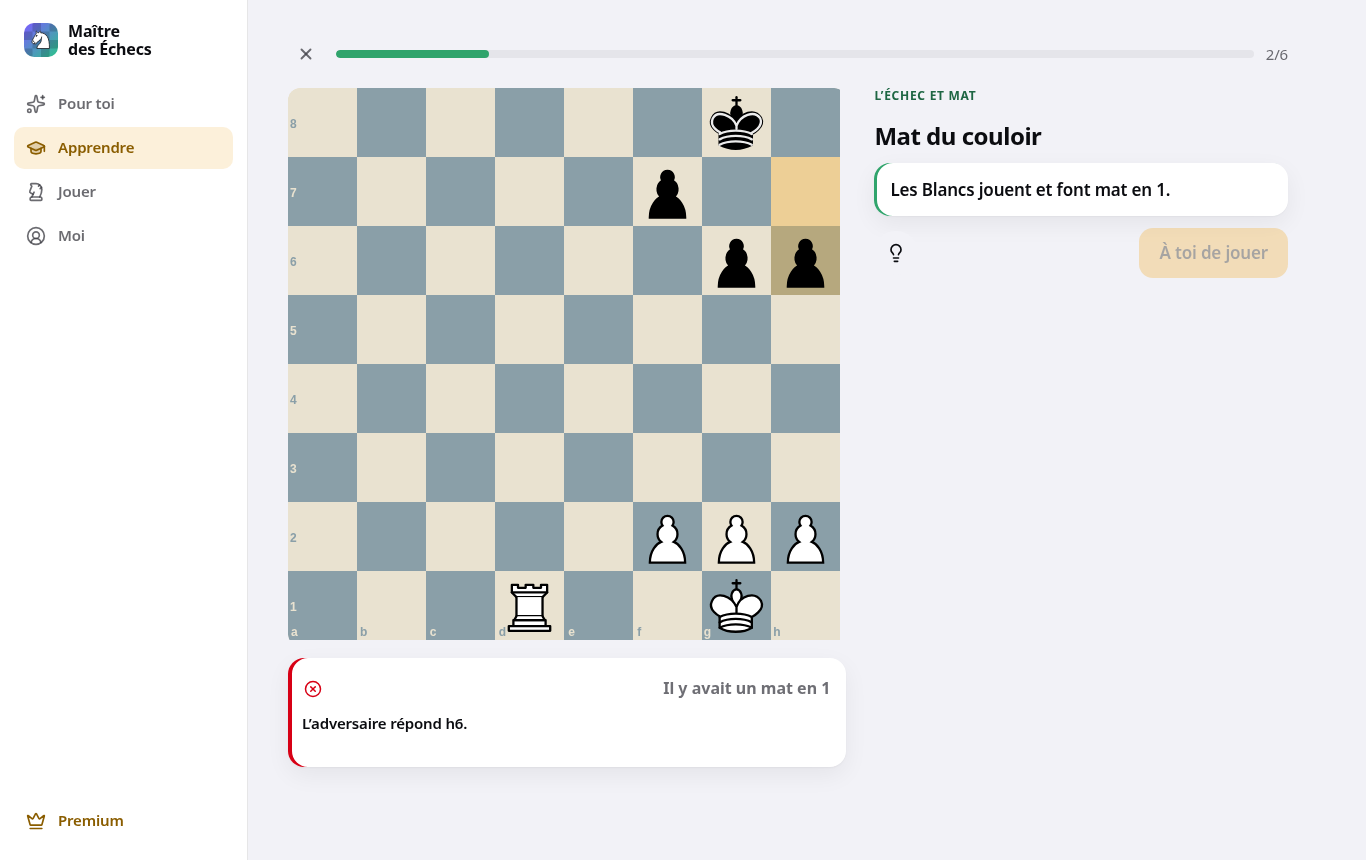 Maître
des Échecs
Pour toi
Apprendre
Jouer
Moi
Premium
2/6
8
7
6
5
4
3
2
1
a
b
c
d
e
f
g
h
Il y avait un mat en 1
L’adversaire répond h6.
L’ÉCHEC ET MAT
Mat du couloir
Les Blancs jouent et font mat en 1.
À toi de jouer